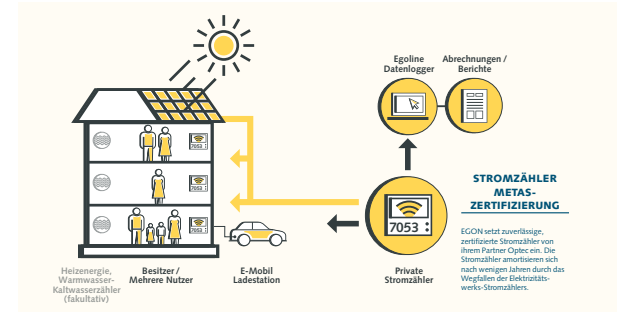 Egoline
Datenlogger
Abrechnungen /
Berichte
7053
7053
7053
7053
STROMZÄHLER
METAS-
ZERTIFIZIERUNG
EGON setzt zuverlässige,
zertifizierte Stromzähler von
ihrem Partner Optec ein. Die
Stromzähler amortisieren sich
nach wenigen Jahren durch das
Wegfallen der Elektrizitäts-
werks-Stromzählers.
Heizenergie,
Warmwasser-
Kaltwasserzähler
(fakultativ)
Besitzer /
Mehrere Nutzer
E-Mobil
Ladestation
Private
Stromzähler